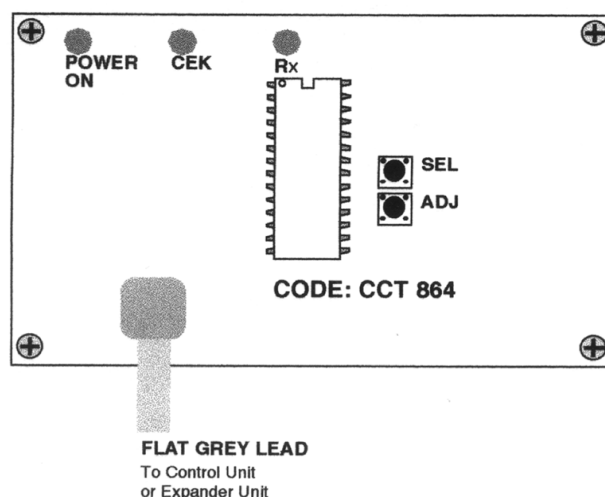 POWER
ON
CEK
Rx
SEL
ADJ
CODE: CCT 864
FLAT GREY LEAD
To Control Unit
or Expander Unit